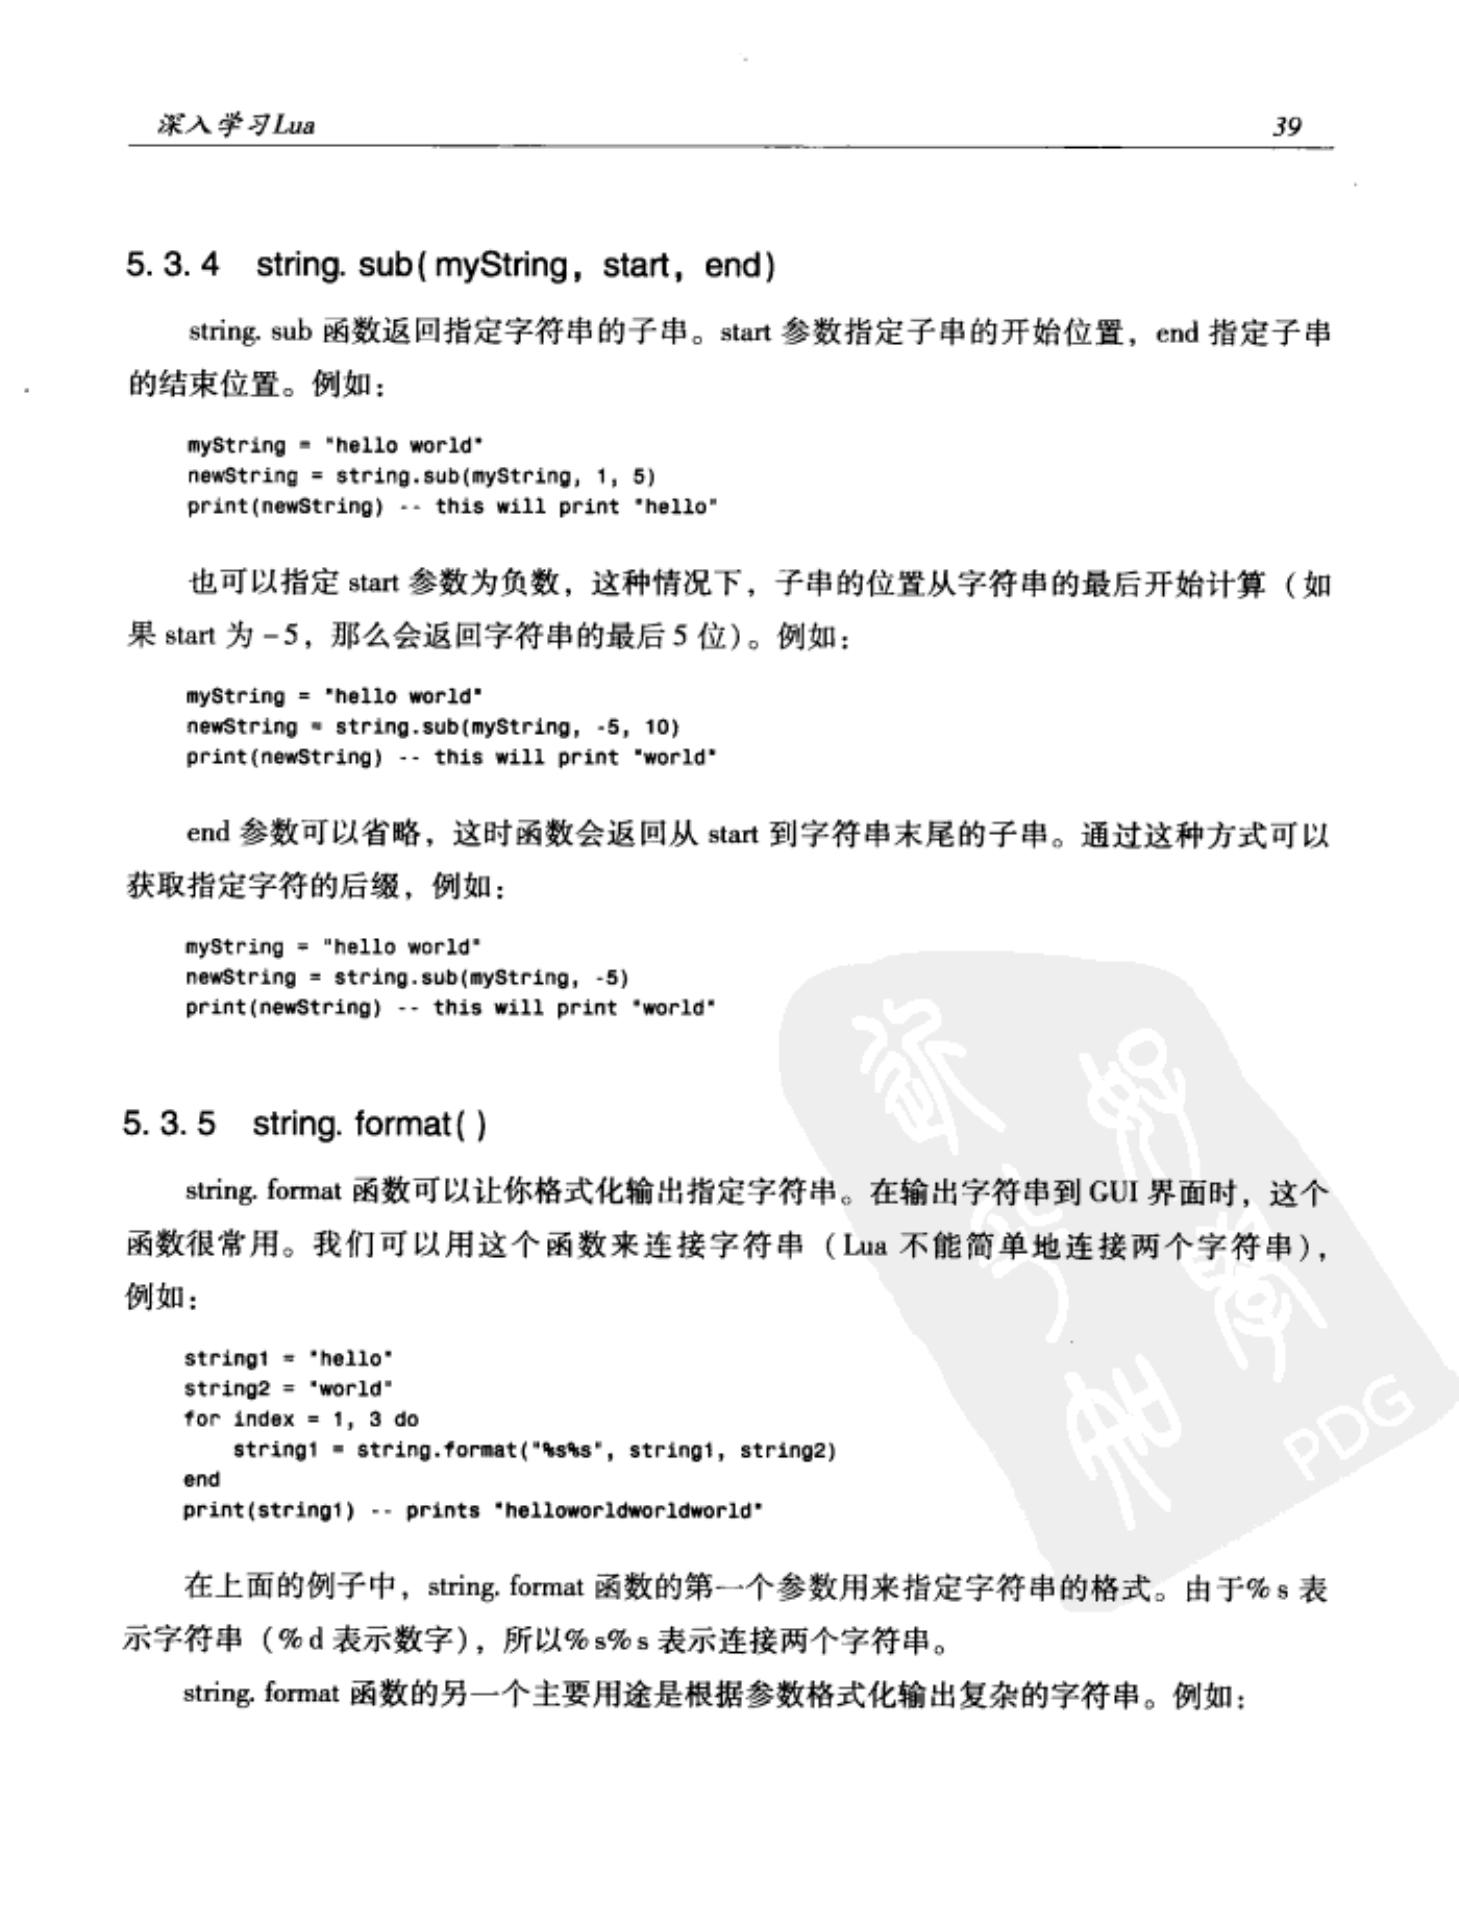 深入学习Lua 39
5.3.4 string.sub(myString, start, end)
string.sub 函数返回指定字符串的子串。start 参数指定子串的开始位置，end 指定子串
的结束位置。例如：
myString = "hello world"
newString = string.sub(myString, 1, 5)
print(newString) -- this will print "hello"
也可以指定 start 参数为负数，这种情况下，子串的位置从字符串的最后开始计算（如
果 start 为 -5，那么会返回字符串的最后 5 位）。例如：
myString = "hello world"
newString = string.sub(myString, -5, 10)
print(newString) -- this will print "world"
end 参数可以省略，这时函数会返回从 start 到字符串末尾的子串。通过这种方式可以
获取指定字符的后缀，例如：
myString = "hello world"
newString = string.sub(myString, -5)
print(newString) -- this will print "world"
5.3.5 string.format()
string.format 函数可以让你格式化输出指定字符串。在输出字符串到 GUI 界面时，这个
函数很常用。我们可以用这个函数来连接字符串（Lua 不能简单地连接两个字符串），
例如：
string1 = "hello"
string2 = "world"
for index = 1, 3 do
string1 = string.format("%s%s", string1, string2)
end
print(string1) -- prints "helloworldworldworld"
在上面的例子中，string.format 函数的第一个参数用来指定字符串的格式。由于%s 表
示字符串（%d 表示数字），所以%s%s 表示连接两个字符串。
string.format 函数的另一个主要用途是根据参数格式化输出复杂的字符串。例如：
PDG